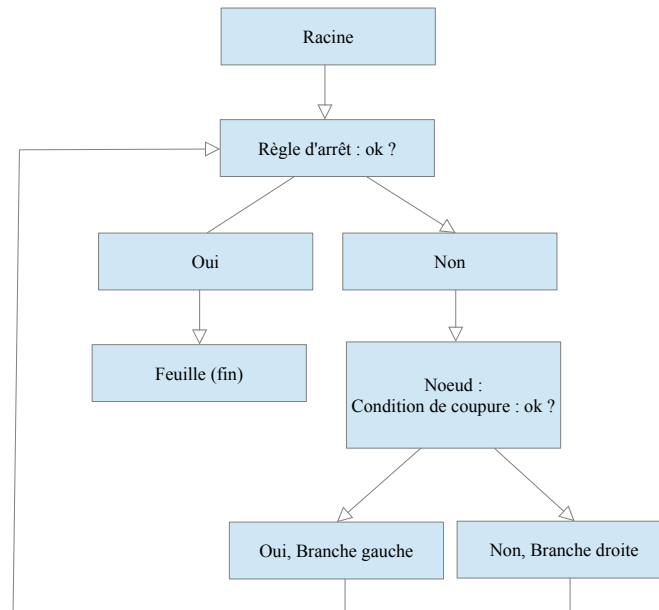 Racine
Règle d'arrêt : ok ?
Oui
Non
Feuille (fin)
Noeud :
Condition de coupure : ok ?
Oui, Branche gauche
Non, Branche droite